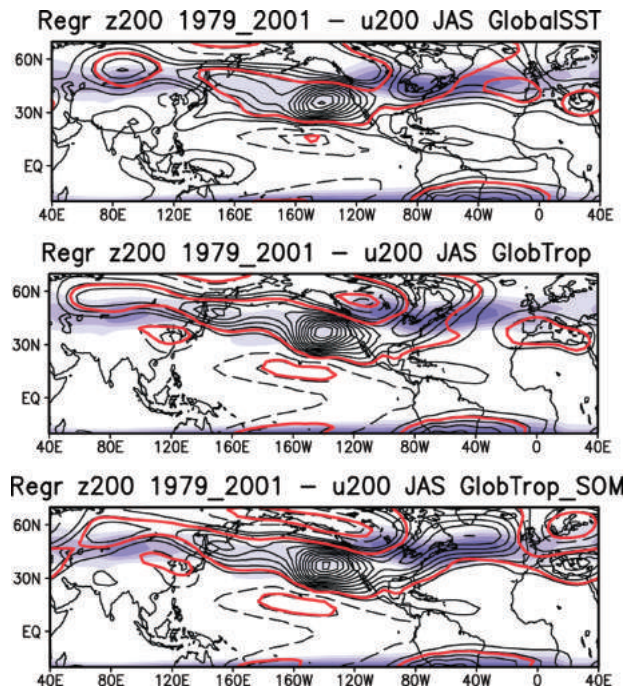 Regr z200 1979_2001 – u200 JAS GlobalSST
60N
30N
EQ
40E 80E 120E 160E 160W 120W 80W 40W 0 40E
Regr z200 1979_2001 – u200 JAS GlobTrop
60N
30N
EQ
40E 80E 120E 160E 160W 120W 80W 40W 0 40E
Regr z200 1979_2001 – u200 JAS GlobTrop_SOM
60N
30N
EQ
40E 80E 120E 160E 160W 120W 80W 40W 0 40E